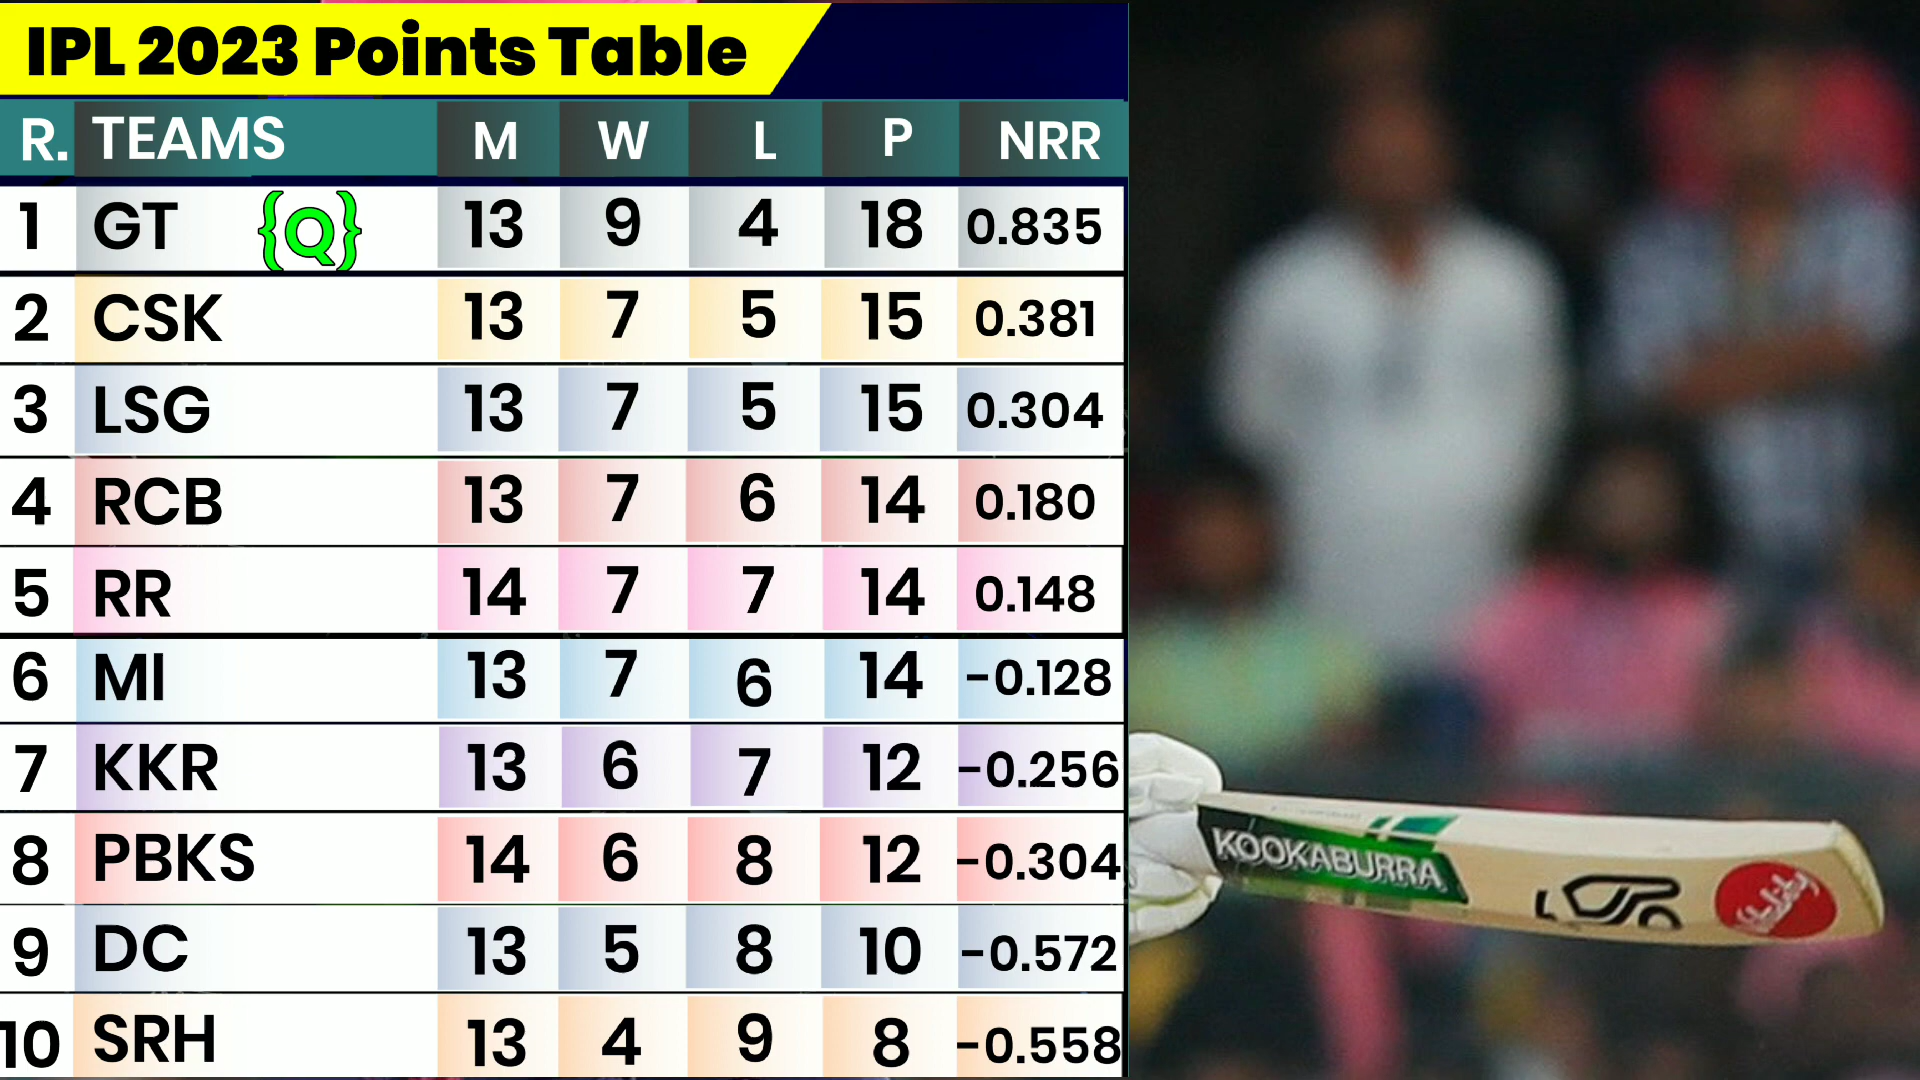 IPL 2023 Points Table
R. TEAMS M W L P NRR
1 GT {Q} 13 9 4 18 0.835
2 CSK 13 7 5 15 0.381
3 LSG 13 7 5 15 0.304
4 RCB 13 7 6 14 0.180
5 RR 14 7 7 14 0.148
6 MI 13 7 6 14 -0.128
7 KKR 13 6 7 12 -0.256
8 PBKS 14 6 8 12 -0.304
9 DC 13 5 8 10 -0.572
10 SRH 13 4 9 8 -0.558
KOOKABURRA